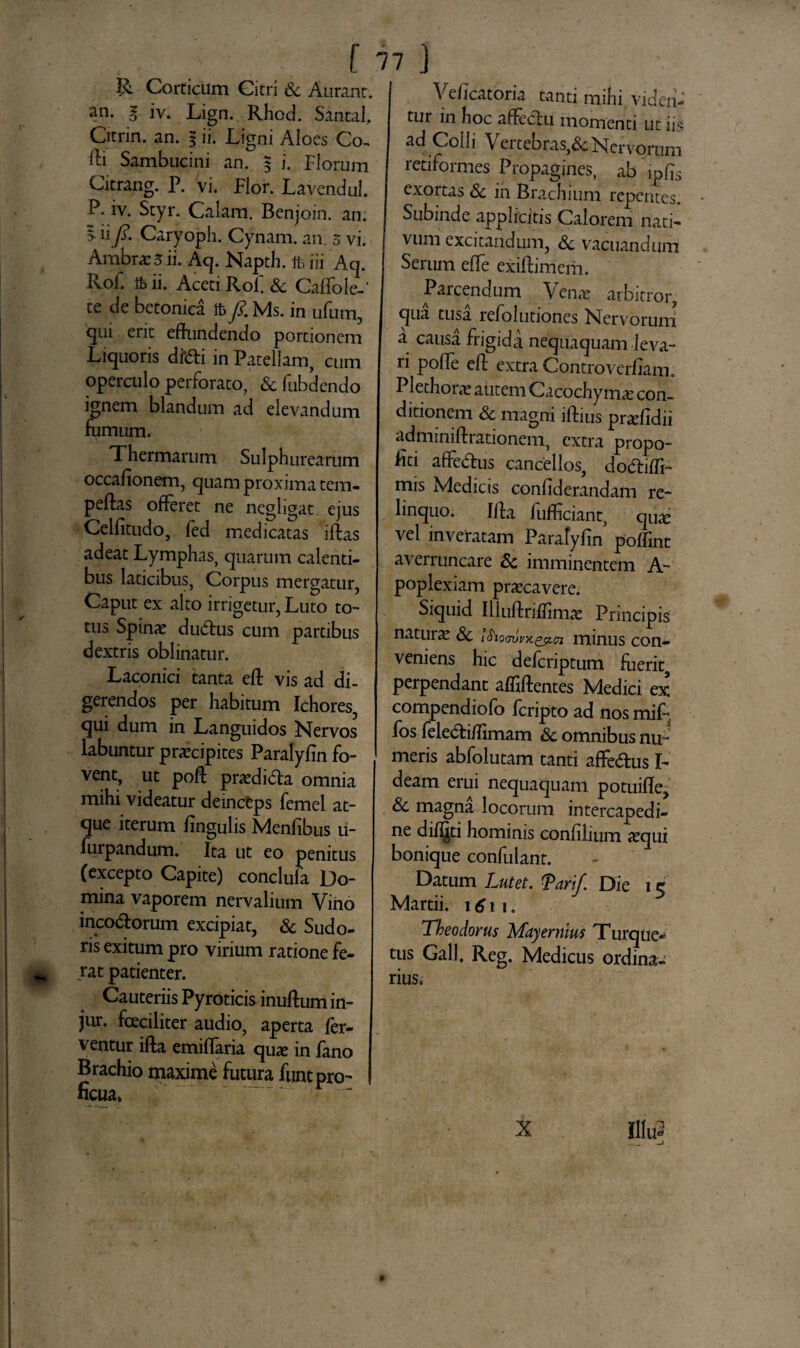 [ 77 ]
℞ Corticum Citri & Aurant.
an. ℥ iv. Lign. Rhod. Santal.
Citrin. an. ℥ ii. Ligni Aloes Co-
ſti Sambucini an. ℥ i. Florum
Citrang. P. vi. Flor. Lavendul.
P. iv. Styr. Calam. Benjoin. an.
℥ ii ß. Caryoph. Cynam. an. ʒ vi.
Ambræ ʒ ii. Aq. Napth. ℔ iii Aq.
Roſ. ℔ ii. Aceti Roſ. & Caſſole-
te de betonicâ ℔ ß. Ms. in uſum,
qui erit effundendo portionem
Liquoris dicti in Patellam, cum
operculo perforato, & ſubdendo
ignem blandum ad elevandum
fumum.
Thermarum Sulphurearum
occaſionem, quam proxima tem-
peſtas offeret ne negligat ejus
Celſitudo, ſed medicatas iſtas
adeat Lymphas, quarum calenti-
bus laticibus, Corpus mergatur,
Caput ex alto irrigetur, Luto to-
tus Spinæ ductus cum partibus
dextris oblinatur.
Laconici tanta eſt vis ad di-
gerendos per habitum Ichores,
qui dum in Languidos Nervos
labuntur præcipites Paralyſin fo-
vent, ut poſt prædicta omnia
mihi videatur deinceps ſemel at-
que iterum ſingulis Menſibus u-
ſurpandum. Ita ut eo penitus
(excepto Capite) concluſa Do-
mina vaporem nervalium Vino
incoctorum excipiat, & Sudo-
ris exitum pro virium ratione fe-
rat patienter.
Cauteriis Pyroticis inuſtum in-
jur. fœciliter audio, aperta ſer-
ventur iſta emiſſaria quæ in ſano
Brachio maximè futura ſunt pro-
ficua.
Veſicatoria tanti mihi viden-
tur in hoc affectu momenti ut iis
ad Colli Vertebras, & Nervorum
retiformes Propagines, ab ipſis
exortas & in Brachium repentes.
Subinde applicitis Calorem nati-
vum excitandum, & vacuandum
Serum eſſe exiſtimem.
Parcendum Venæ arbitror,
quâ tusâ reſolutiones Nervorum
à causâ frigidâ nequaquam leva-
ri poſſe eſt extra Controverſiam.
Plethoræ autem Cacochymæ con-
ditionem & magni iſtius præſidii
adminiſtrationem, extra propo-
ſiti affectus cancellos, doctiſſi-
mis Medicis conſiderandam re-
linquo. Iſta ſufficiant, quæ
vel inveratam Paralyſin poſſint
averruncare & imminentem A-
poplexiam præcavere.
Siquid Illuſtriſſimæ Principis
naturæ & minus con-
veniens hic deſcriptum fuerit,
perpendant aſſiſtentes Medici ex
compendioſo ſcripto ad nos miſ-
ſos ſelectiſſimam & omnibus nu-
meris abſolutam tanti affectus I-
deam erui nequaquam potuiſſe,
& magnâ locorum intercapedi-
ne diſſiti hominis conſilium æqui
bonique conſulant.
Datum Lutet. Pariſ. Die 15
Martii. 1611.
Theodorus Mayernius Turque-
tus Gall. Reg. Medicus ordina-
rius.
X Illu-